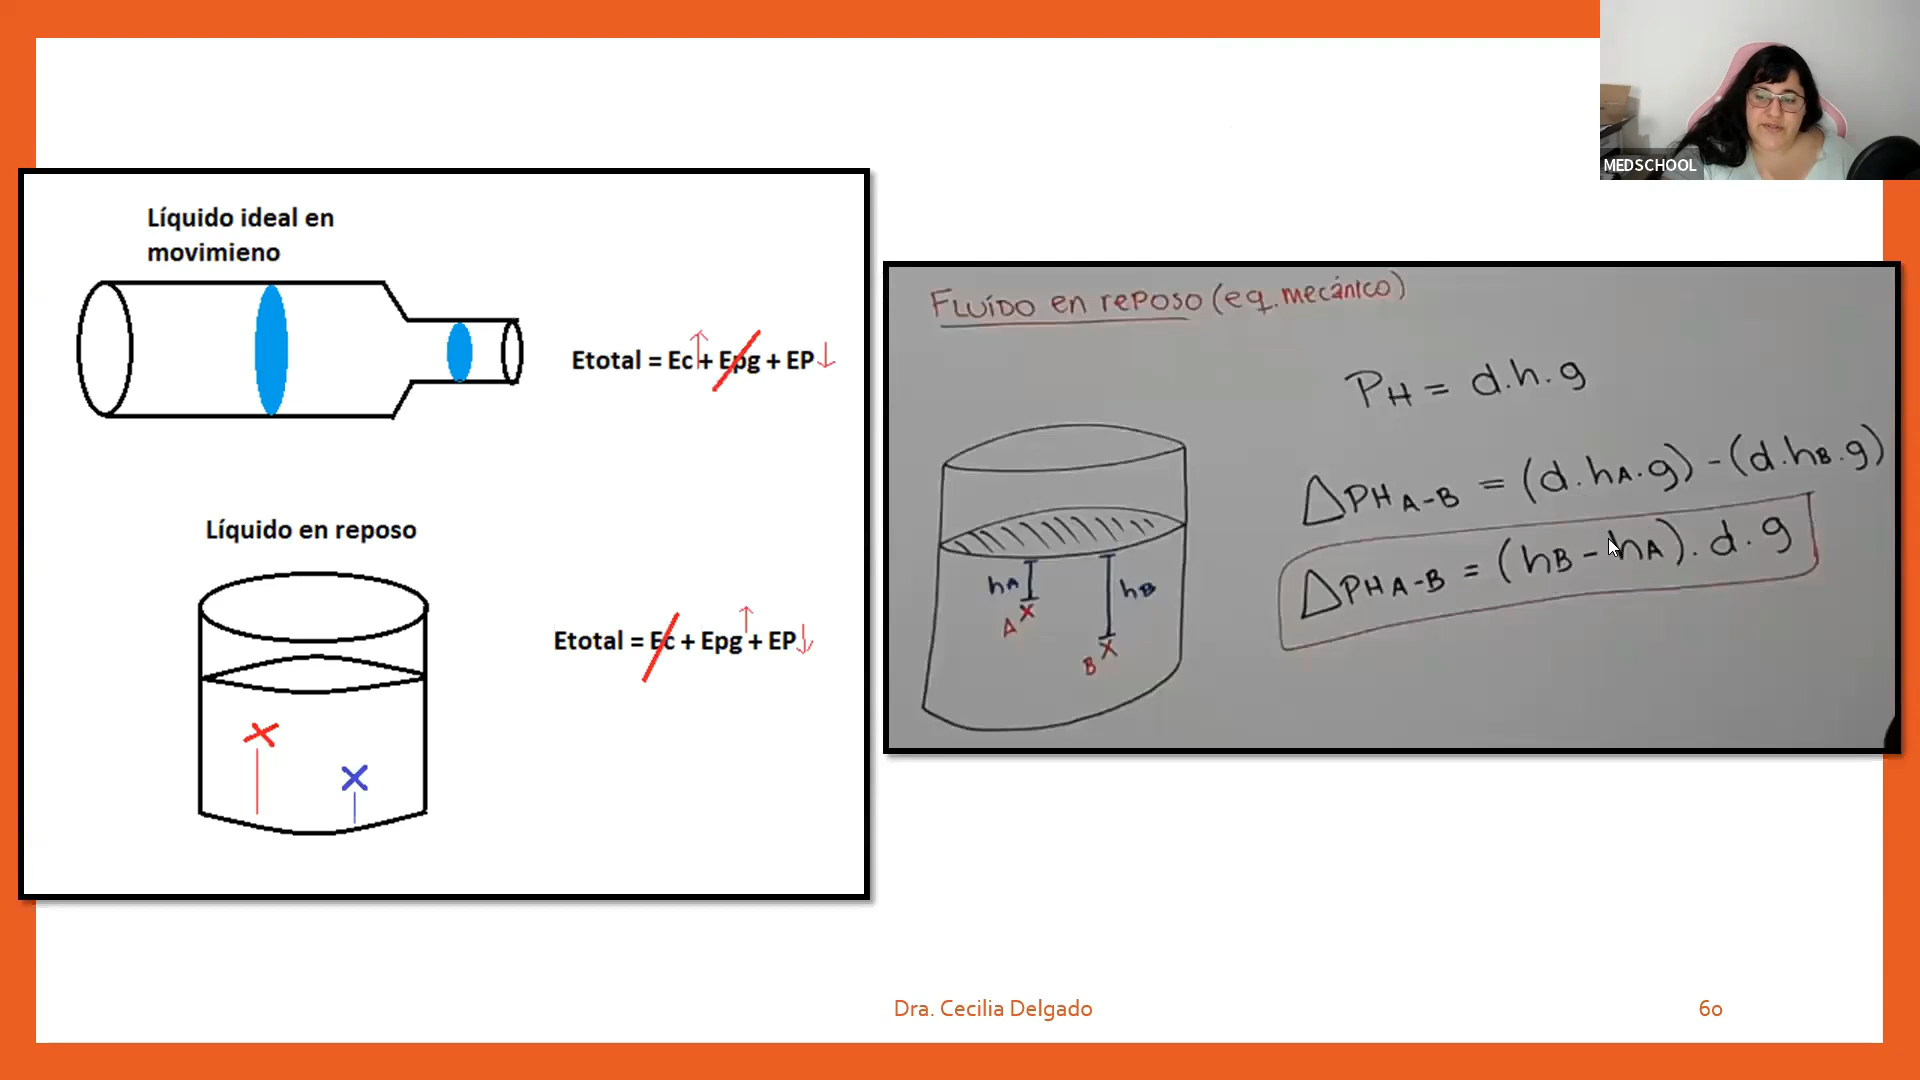 MEDSCHOOL
Líquido ideal en
movimieno
Etotal = Ec + Epg + EP
Líquido en reposo
Etotal = Ec + Epg + EP
Fluído en reposo (eq. mecánico)
PH = d.h.g
ΔPH A-B = (d.hA.g) - (d.hB.g)
ΔPH A-B = (hB - hA).d.g
hA
hB
A x
B x
Dra. Cecilia Delgado
60